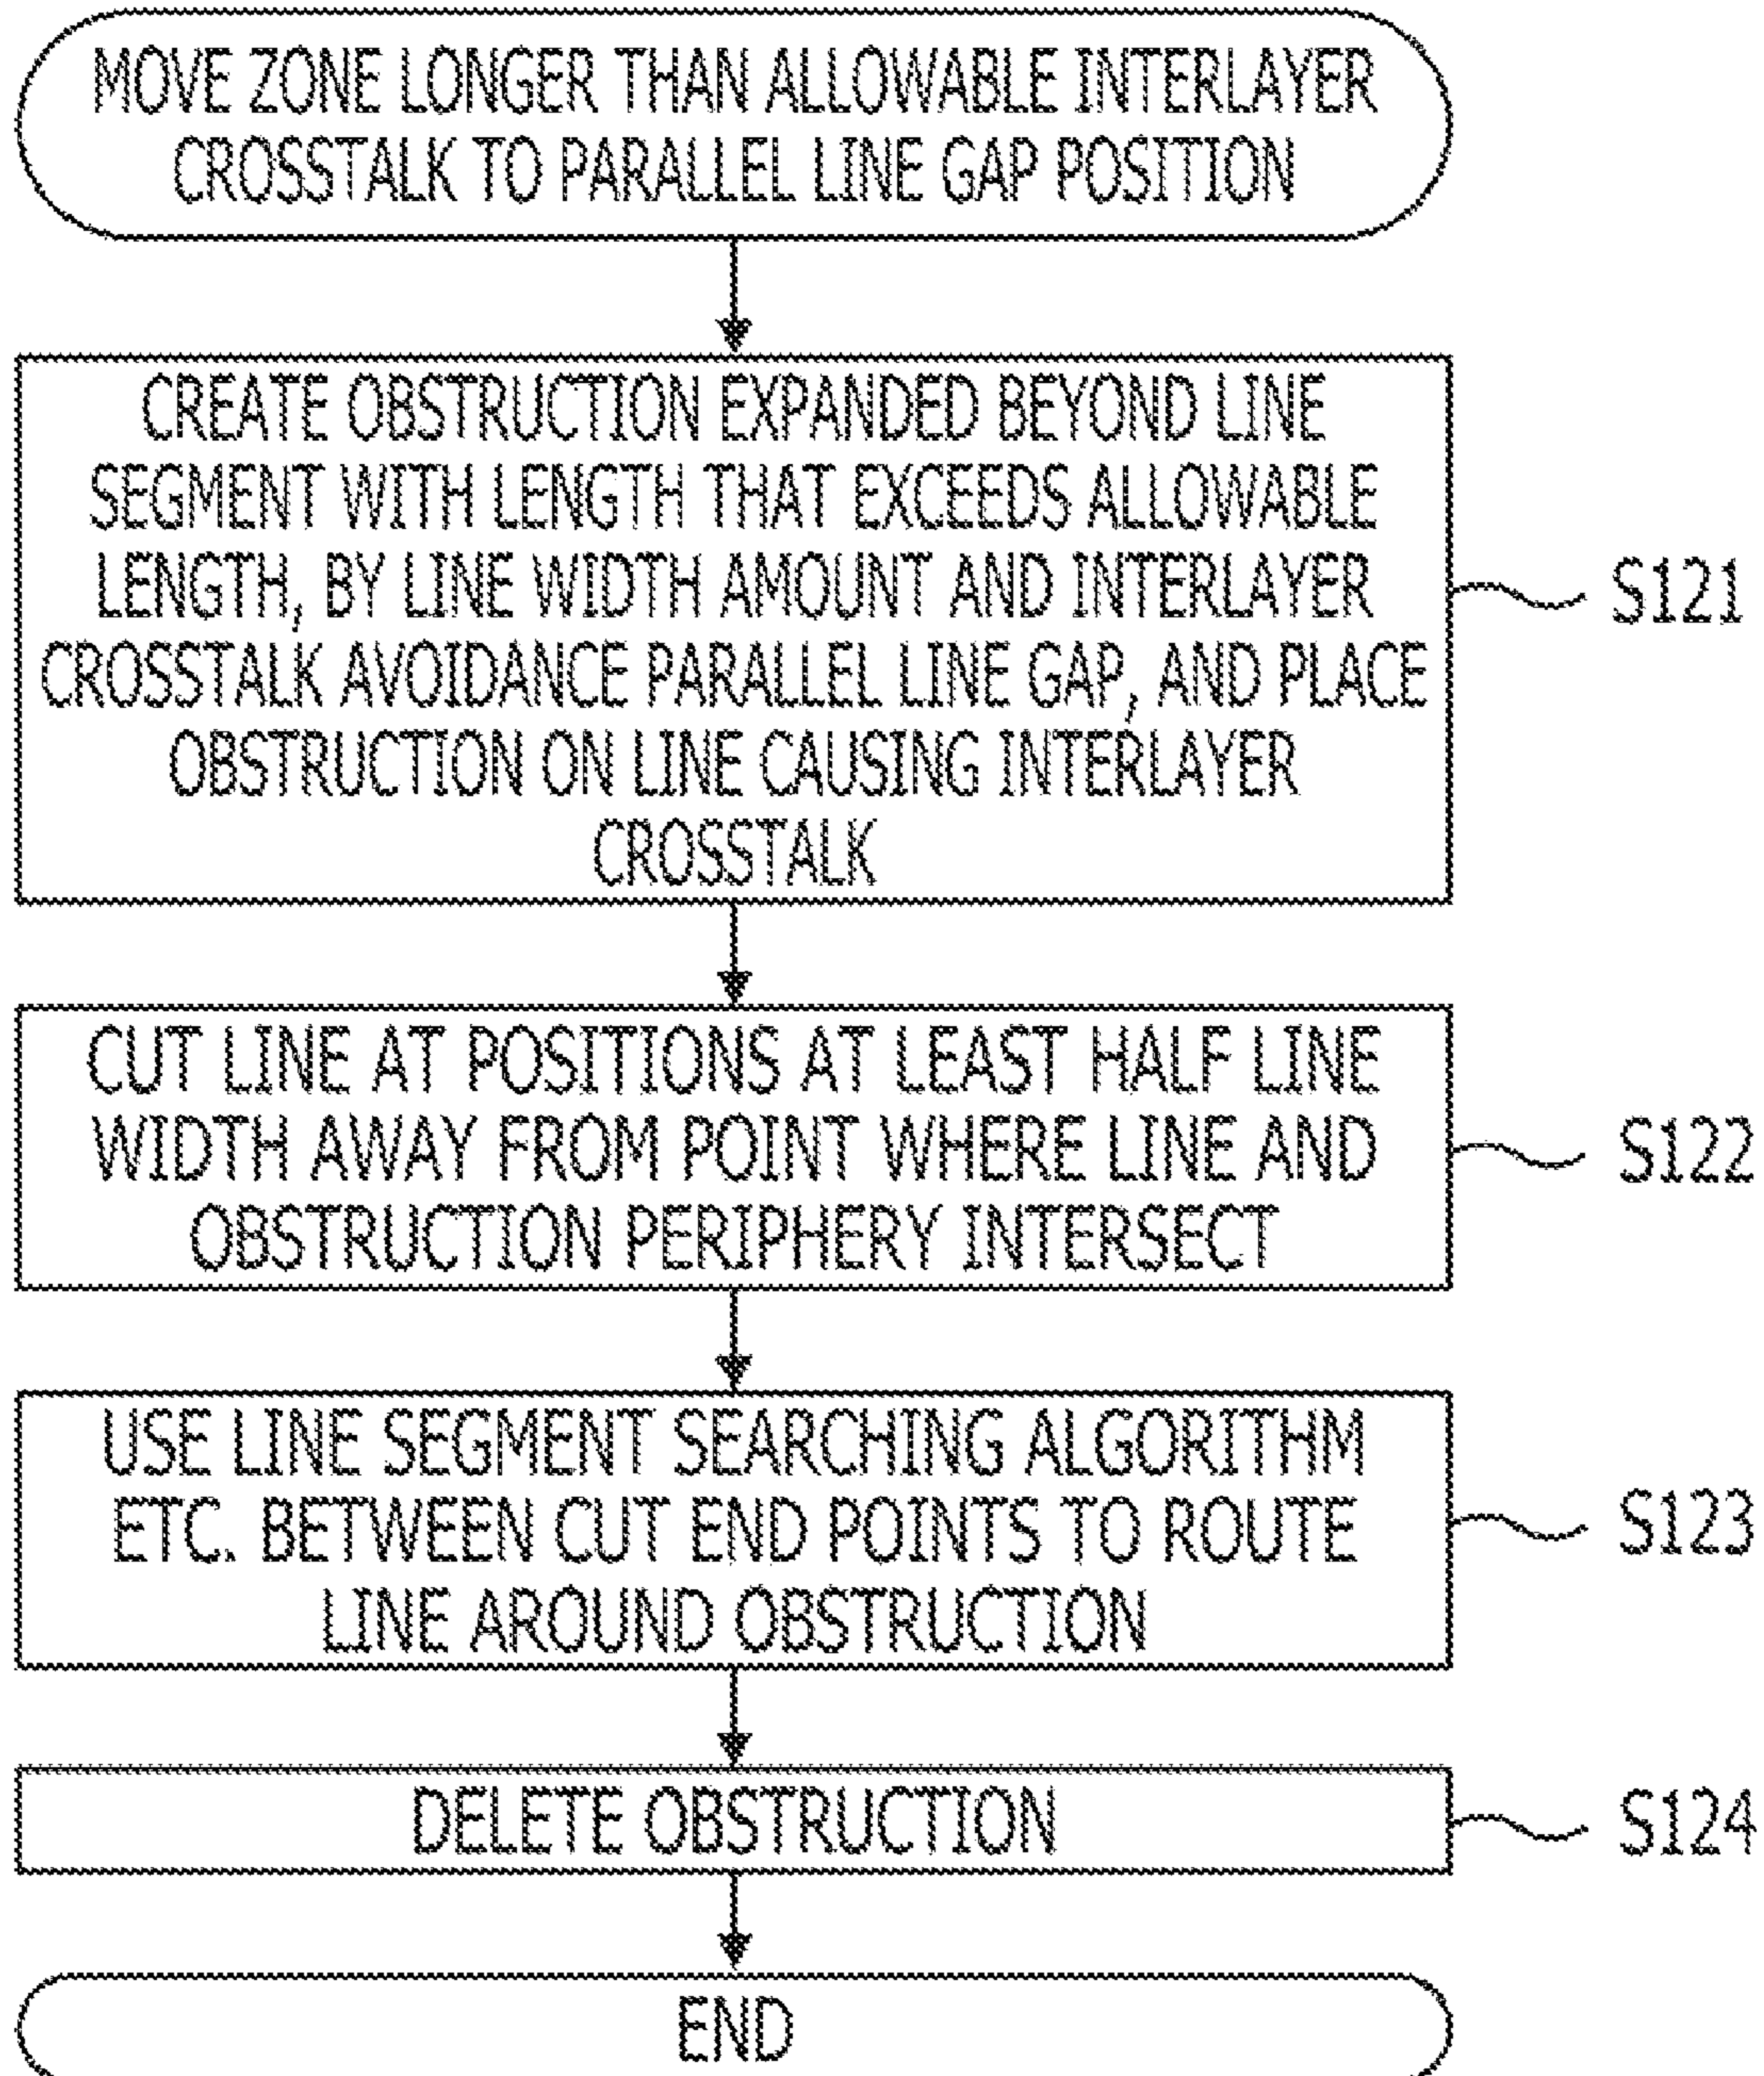 MOVE ZONE LONGER THAN ALLOWABLE INTERLAYER
CROSSTALK TO PARALLEL LINE GAP POSITION
CREATE OBSTRUCTION EXPANDED BEYOND LINE
SEGMENT WITH LENGTH THAT EXCEEDS ALLOWABLE
LENGTH, BY LINE WIDTH AMOUNT AND INTERLAYER
CROSSTALK AVOIDANCE PARALLEL LINE GAP, AND PLACE
OBSTRUCTION ON LINE CAUSING INTERLAYER
CROSSTALK
S121
CUT LINE AT POSITIONS AT LEAST HALF LINE
WIDTH AWAY FROM POINT WHERE LINE AND
OBSTRUCTION PERIPHERY INTERSECT
S122
USE LINE SEGMENT SEARCHING ALGORITHM
ETC. BETWEEN CUT END POINTS TO ROUTE
LINE AROUND OBSTRUCTION
S123
DELETE OBSTRUCTION
S124
END